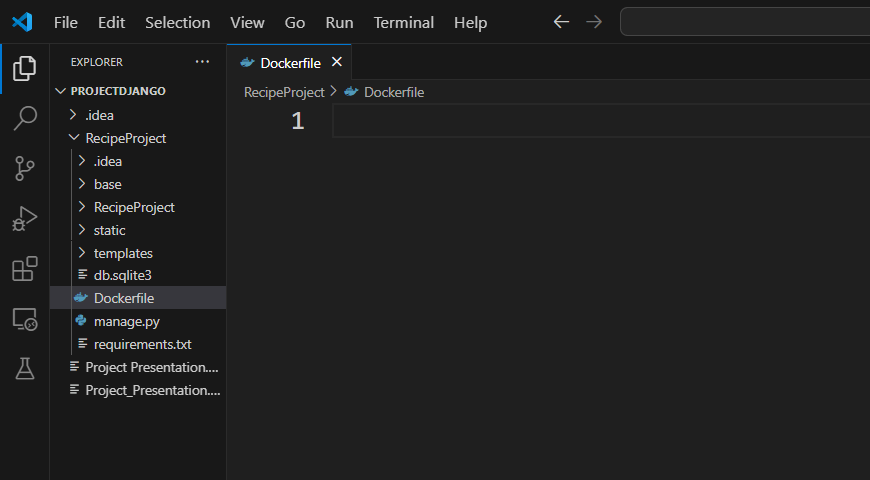 File Edit Selection View Go Run Terminal Help
EXPLORER
Dockerfile
PROJECTDJANGO
RecipeProject > Dockerfile
.idea
1
RecipeProject
.idea
base
RecipeProject
static
templates
db.sqlite3
Dockerfile
manage.py
requirements.txt
Project Presentation....
Project_Presentation....